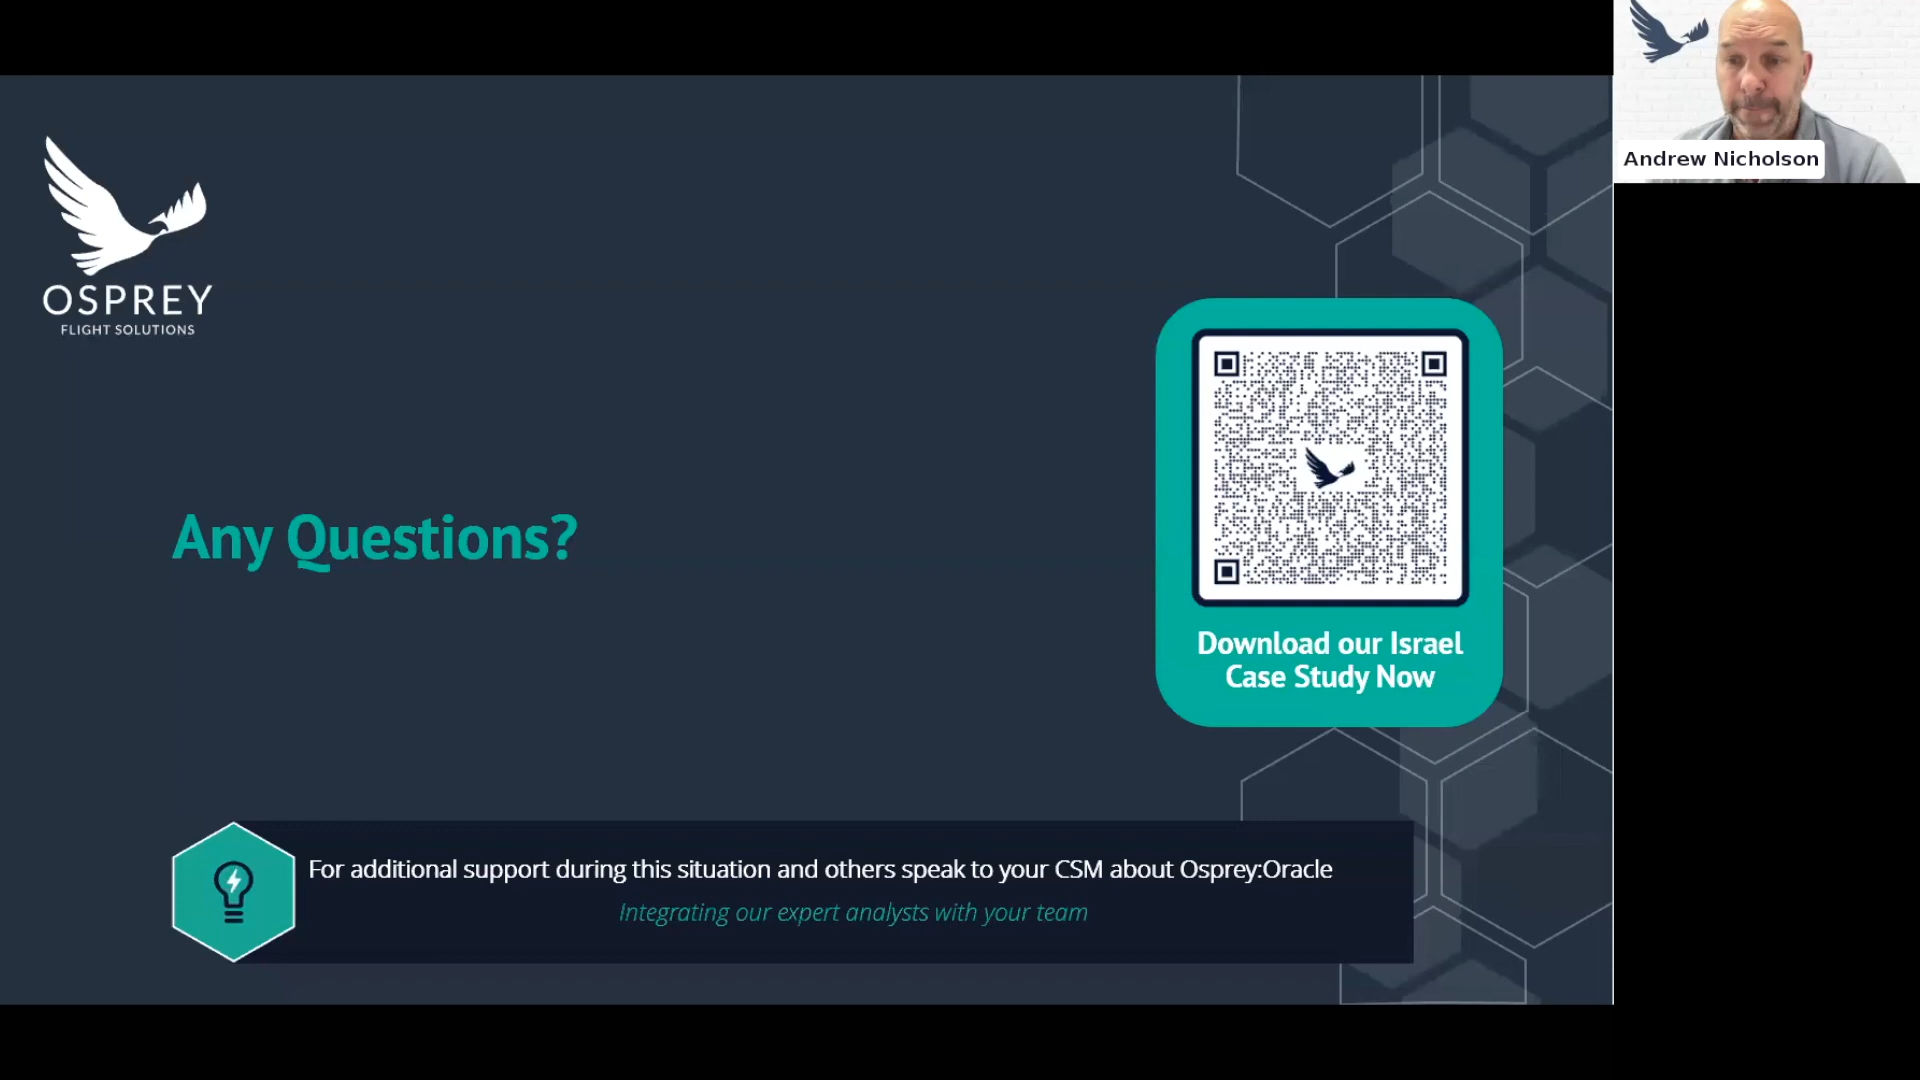 Andrew Nicholson
OSPREY
FLIGHT SOLUTIONS
Any Questions?
Download our Israel
Case Study Now
For additional support during this situation and others speak to your CSM about Osprey:Oracle
Integrating our expert analysts with your team